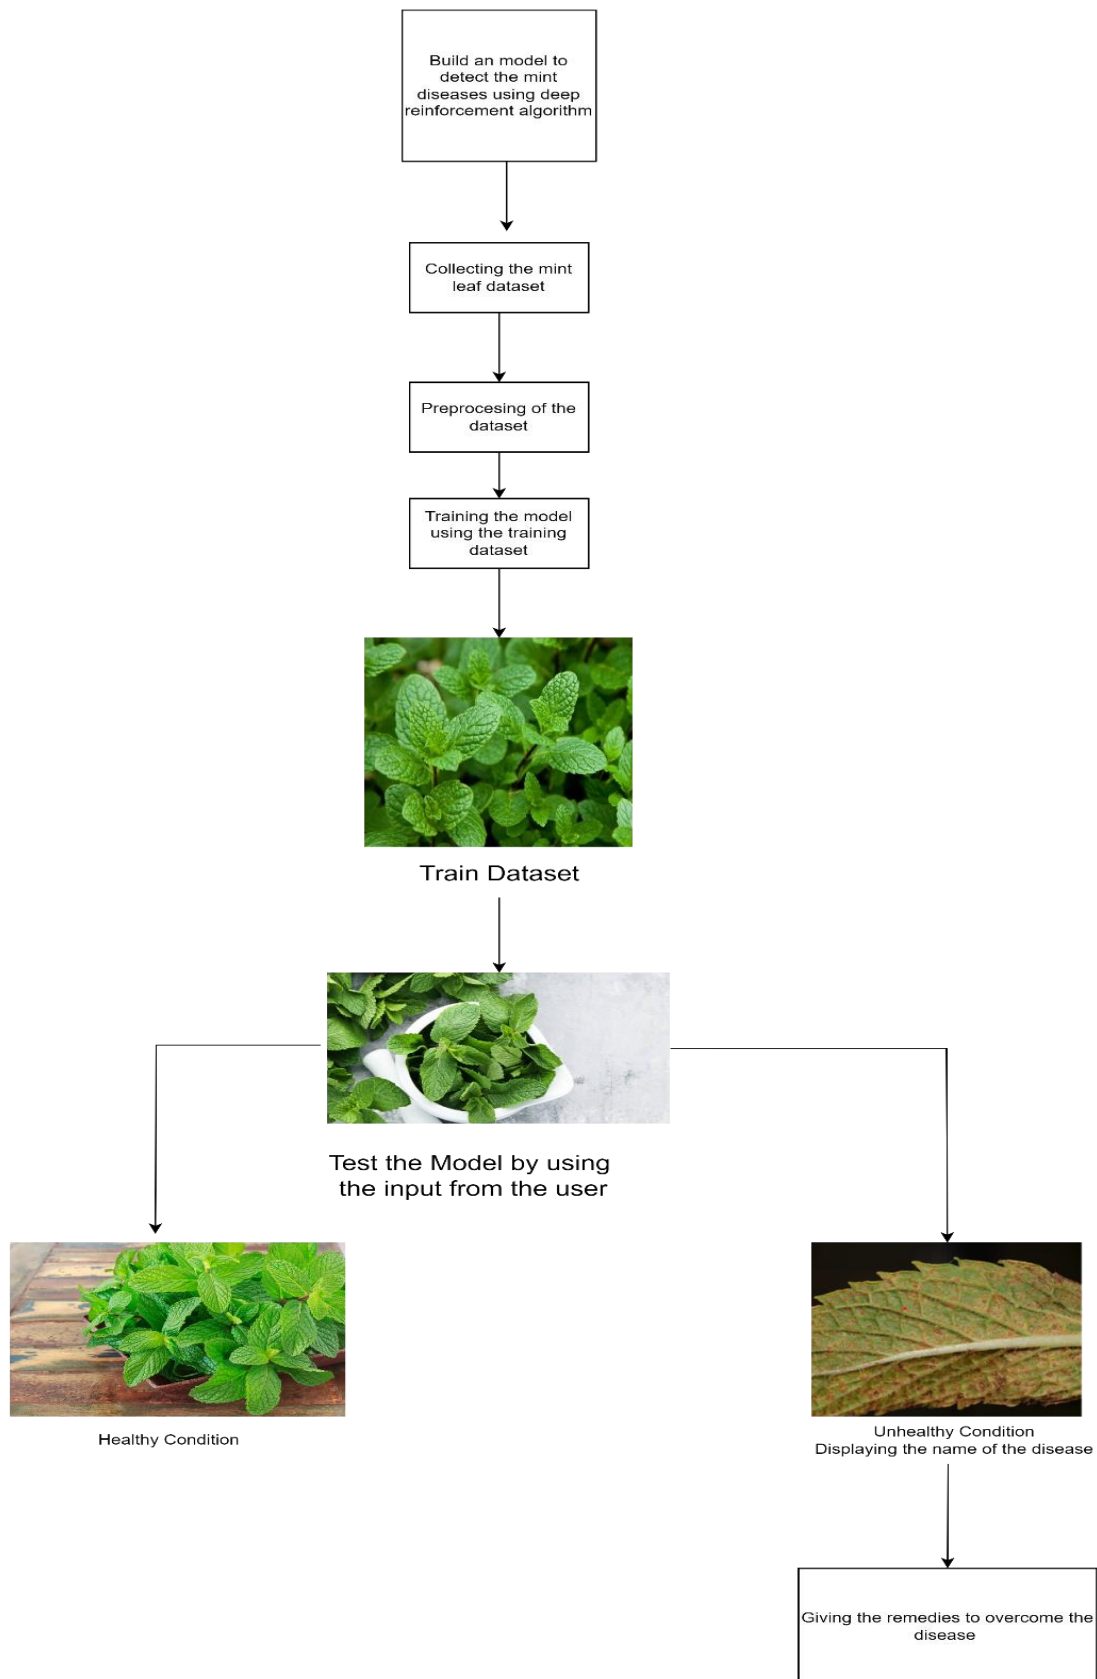 Build an model to
detect the mint
diseases using deep
reinforcement algorithm
Collecting the mint
leaf dataset
Preprocesing of the
dataset
Training the model
using the training
dataset
Train Dataset
Test the Model by using
the input from the user
Healthy Condition
Unhealthy Condition
Displaying the name of the disease
Giving the remedies to overcome the
disease